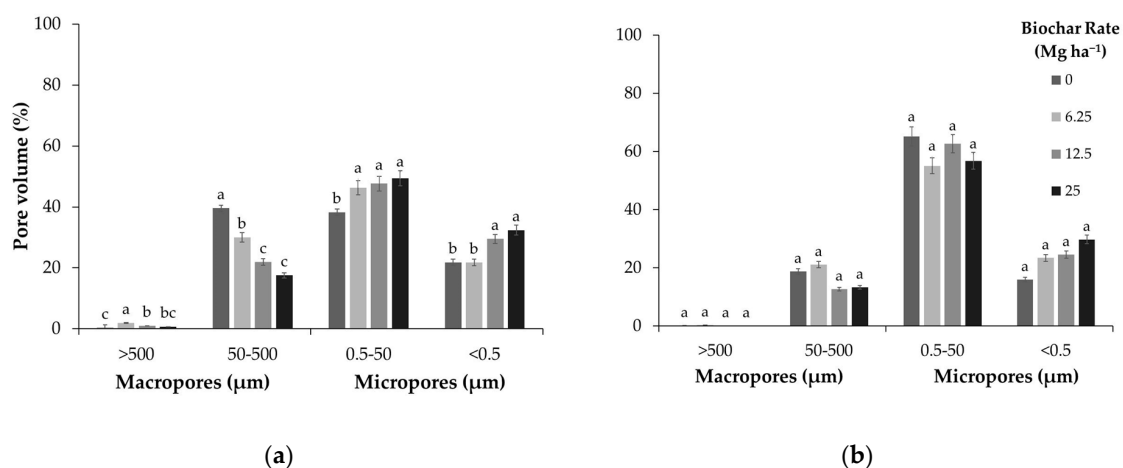 100
80
60
40
20
0
Pore volume (%)
c a b bc
a b c c
b a a a
b b a a
>500 50-500 0.5-50 <0.5
Macropores (μm) Micropores (μm)
(a)
100
80
60
40
20
0
a a a a
a a a a
a a a a
a a a a
>500 50-500 0.5-50 <0.5
Macropores (μm) Micropores (μm)
(b)
Biochar Rate
(Mg ha⁻¹)
0
6.25
12.5
25